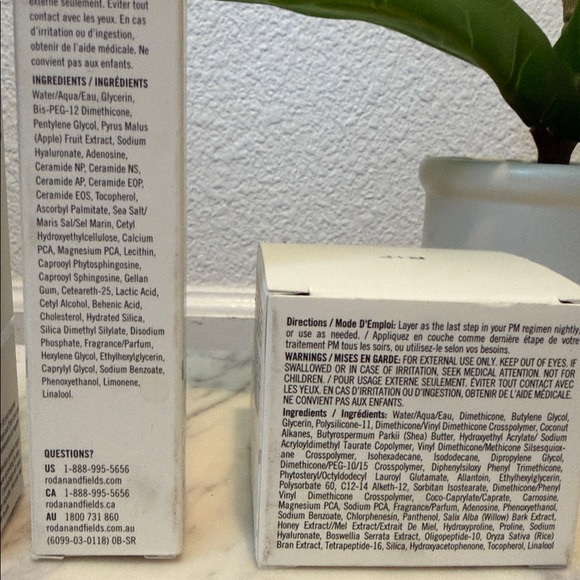 externe seulement. Éviter tout
contact avec les yeux. En cas
d'irritation ou d'ingestion,
obtenir de l'aide médicale. Ne
convient pas aux enfants.
INGREDIENTS / INGRÉDIENTS
Water/Aqua/Eau, Glycerin,
Bis-PEG-12 Dimethicone,
Pentylene Glycol, Pyrus Malus
(Apple) Fruit Extract, Sodium
Hyaluronate, Adenosine,
Ceramide NP, Ceramide NS,
Ceramide AP, Ceramide EOP,
Ceramide EOS, Tocopherol,
Ascorbyl Palmitate, Sea Salt/
Maris Sal/Sel Marin, Cetyl
Hydroxyethylcellulose, Calcium
PCA, Magnesium PCA, Lecithin,
Caprooyl Phytosphingosine,
Caprooyl Sphingosine, Gellan
Gum, Ceteareth-25, Lactic Acid,
Cetyl Alcohol, Behenic Acid,
Cholesterol, Hydrated Silica,
Silica Dimethyl Silylate, Disodium
Phosphate, Fragrance/Parfum,
Hexylene Glycol, Ethylhexylglycerin,
Caprylyl Glycol, Sodium Benzoate,
Phenoxyethanol, Limonene,
Linalool.
QUESTIONS?
US 1-888-995-5656
rodanandfields.com
CA 1-888-995-5656
rodanandfields.ca
AU 1800 731 860
rodanandfields.com.au
(6099-03-0118) 0B-SR
R+F
Directions / Mode D'Emploi: Layer as the last step in your PM regimen nightly,
or use as needed. / Appliquez en couche comme dernière étape de votre
traitement PM tous les soirs, ou utilisez-le selon vos besoins.
WARNINGS / MISES EN GARDE: FOR EXTERNAL USE ONLY. KEEP OUT OF EYES. IF
SWALLOWED OR IN CASE OF IRRITATION, SEEK MEDICAL ATTENTION. NOT FOR
CHILDREN. / POUR USAGE EXTERNE SEULEMENT. ÉVITER TOUT CONTACT AVEC
LES YEUX. EN CAS D'IRRITATION OU D'INGESTION, OBTENIR DE L'AIDE MÉDICALE.
NE CONVIENT PAS AUX ENFANTS.
Ingredients / Ingrédients: Water/Aqua/Eau, Dimethicone, Butylene Glycol,
Glycerin, Polysilicone-11, Dimethicone/Vinyl Dimethicone Crosspolymer, Coconut
Alkanes, Butyrospermum Parkii (Shea) Butter, Hydroxyethyl Acrylate/ Sodium
Acryloyldimethyl Taurate Copolymer, Vinyl Dimethicone/Methicone Silsesquiox-
ane Crosspolymer, Isohexadecane, Isododecane, Dipropylene Glycol,
Dimethicone/PEG-10/15 Crosspolymer, Diphenylsiloxy Phenyl Trimethicone,
Phytosteryl/Octyldodecyl Lauroyl Glutamate, Allantoin, Ethylhexylglycerin,
Polysorbate 60, C12-14 Alketh-12, Sorbitan Isostearate, Dimethicone/Phenyl
Vinyl Dimethicone Crosspolymer, Coco-Caprylate/Caprate, Carnosine,
Magnesium PCA, Sodium PCA, Fragrance/Parfum, Adenosine, Phenoxyethanol,
Sodium Benzoate, Chlorphenesin, Panthenol, Salix Alba (Willow) Bark Extract,
Honey Extract//Mel Extract/Extrait De Miel, Hydroxyproline, Proline, Sodium
Hyaluronate, Boswellia Serrata Extract, Oligopeptide-10, Oryza Sativa (Rice)
Bran Extract, Tetrapeptide-16, Silica, Hydroxyacetophenone, Tocopherol, Linalool